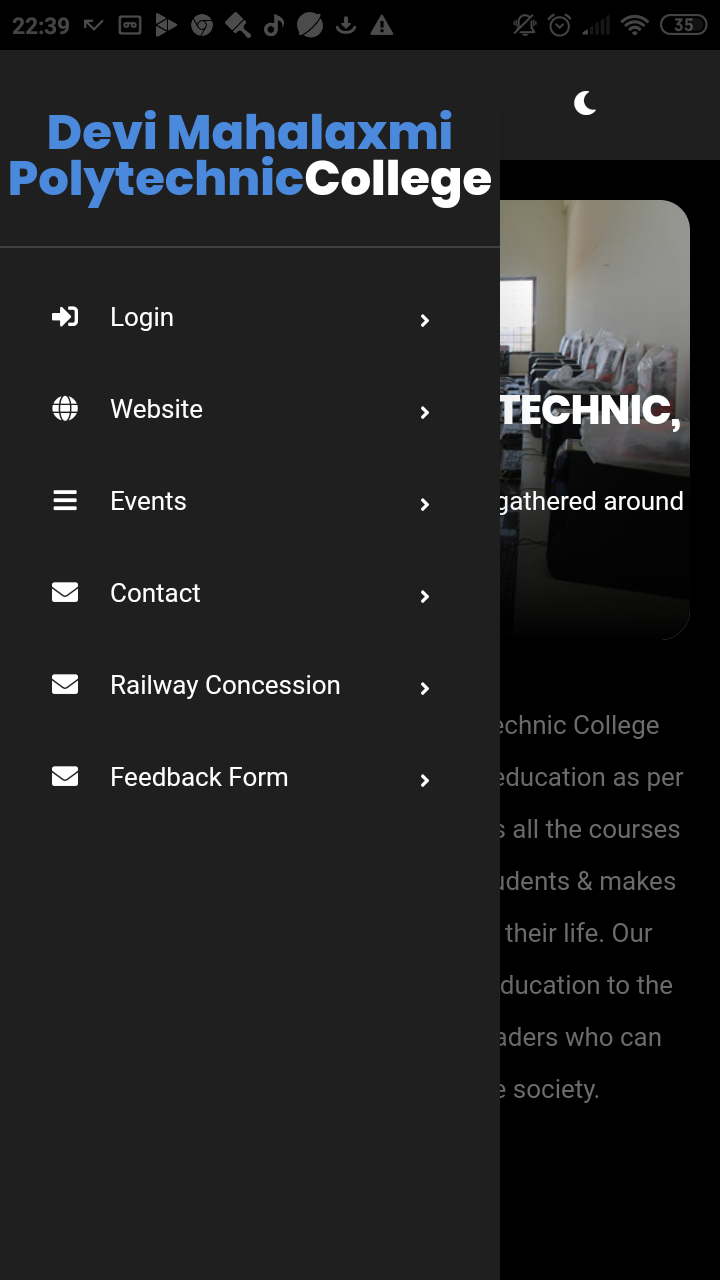 22:39
35
Devi Mahalaxmi
PolytechnicCollege
Login
Website
Events
Contact
Railway Concession
Feedback Form
TECHNIC,
gathered around
echnic College
education as per
s all the courses
udents & makes
their life. Our
ducation to the
aders who can
e society.